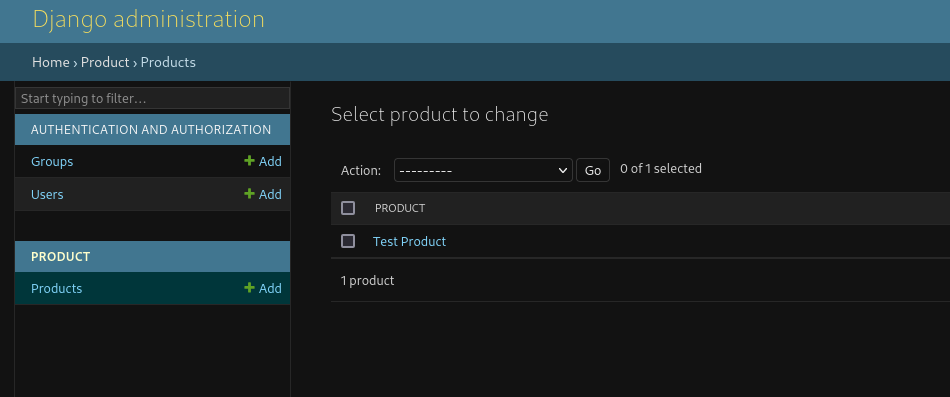 Django administration
Home › Product › Products
Start typing to filter...
AUTHENTICATION AND AUTHORIZATION
Groups + Add
Users + Add
PRODUCT
Products + Add
Select product to change
Action: --------- Go 0 of 1 selected
PRODUCT
Test Product
1 product